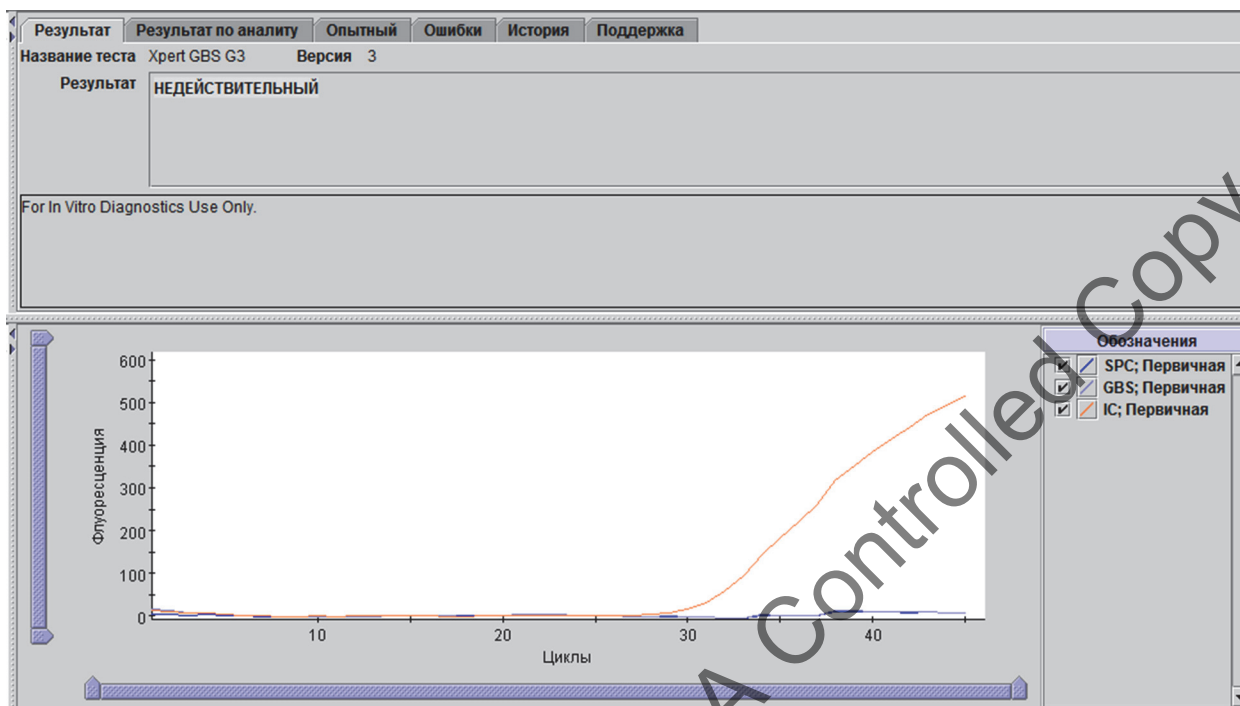 Результат Результат по аналиту Опытный Ошибки История Поддержка
Название теста Xpert GBS G3 Версия 3
Результат НЕДЕЙСТВИТЕЛЬНЫЙ
For In Vitro Diagnostics Use Only.
Обозначения
SPC; Первичная
GBS; Первичная
IC; Первичная
600
500
400
300
200
100
0
Флуоресценция
10 20 30 40
Циклы
A Controlled Copy